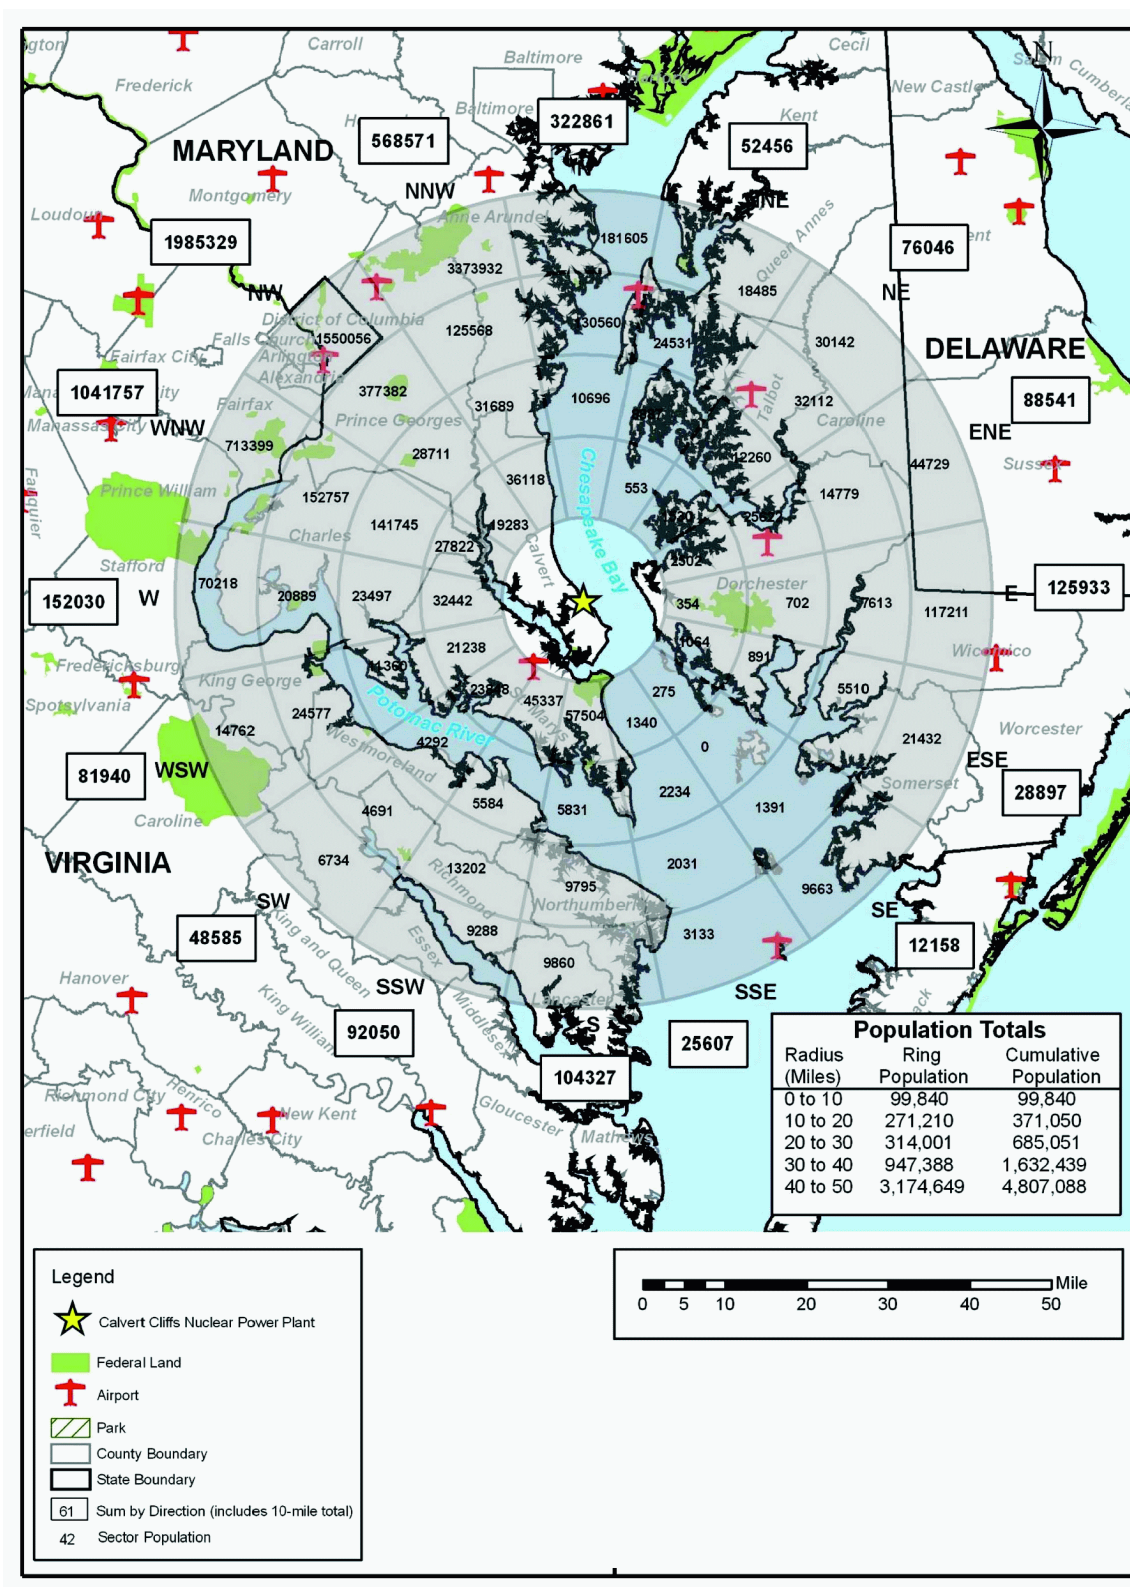 Carroll
Baltimore
Cecil
N
Frederick
New Castle
Salem
Baltimore
Kent
568571
322861
52456
MARYLAND
NNW
NNE
Montgomery
Loudoun
Anne Arundel
Queen Annes
1985329
181605
76046
3373932
NW
18485
NE
District of Columbia
Falls Church
1550056
125568
30560
24531
30142
DELAWARE
Fairfax City
Arlington
Alexandria
1041757
377382
31689
10696
32112
88541
Fairfax
Prince Georges
Talbot
Caroline
Manassas City
WNW
ENE
713399
28711
12260
44729
Sussex
Prince William
36118
553
14779
Fauquier
152757
141745
19283
Chesapeake Bay
Charles
27822
Calvert
2302
Stafford
Dorchester
70218
20889
23497
32442
354
702
7613
117211
E
125933
152030
W
21238
1064
891
Wicomico
Fredericksburg
King George
11360
45337
57504
275
5510
Spotsylvania
24577
Potomac River
St Marys
1340
14762
Westmoreland
4292
0
21432
Worcester
81940
WSW
ESE
Somerset
28897
4691
5584
5831
2234
1391
Caroline
VIRGINIA
6734
13202
2031
9663
Richmond
9795
Northumberland
SW
SE
48585
Essex
9288
3133
12158
King and Queen
9860
Hanover
SSW
SSE
Lancaster
King William
Middlesex
S
92050
25607
104327
Richmond City
Henrico
New Kent
Gloucester
Charles City
Mathews
Population Totals
Radius Ring Cumulative
(Miles) Population Population
0 to 10 99,840 99,840
10 to 20 271,210 371,050
20 to 30 314,001 685,051
30 to 40 947,388 1,632,439
40 to 50 3,174,649 4,807,088
Legend
Calvert Cliffs Nuclear Power Plant
Federal Land
Airport
Park
County Boundary
State Boundary
61 Sum by Direction (includes 10-mile total)
42 Sector Population
Mile
0 5 10 20 30 40 50